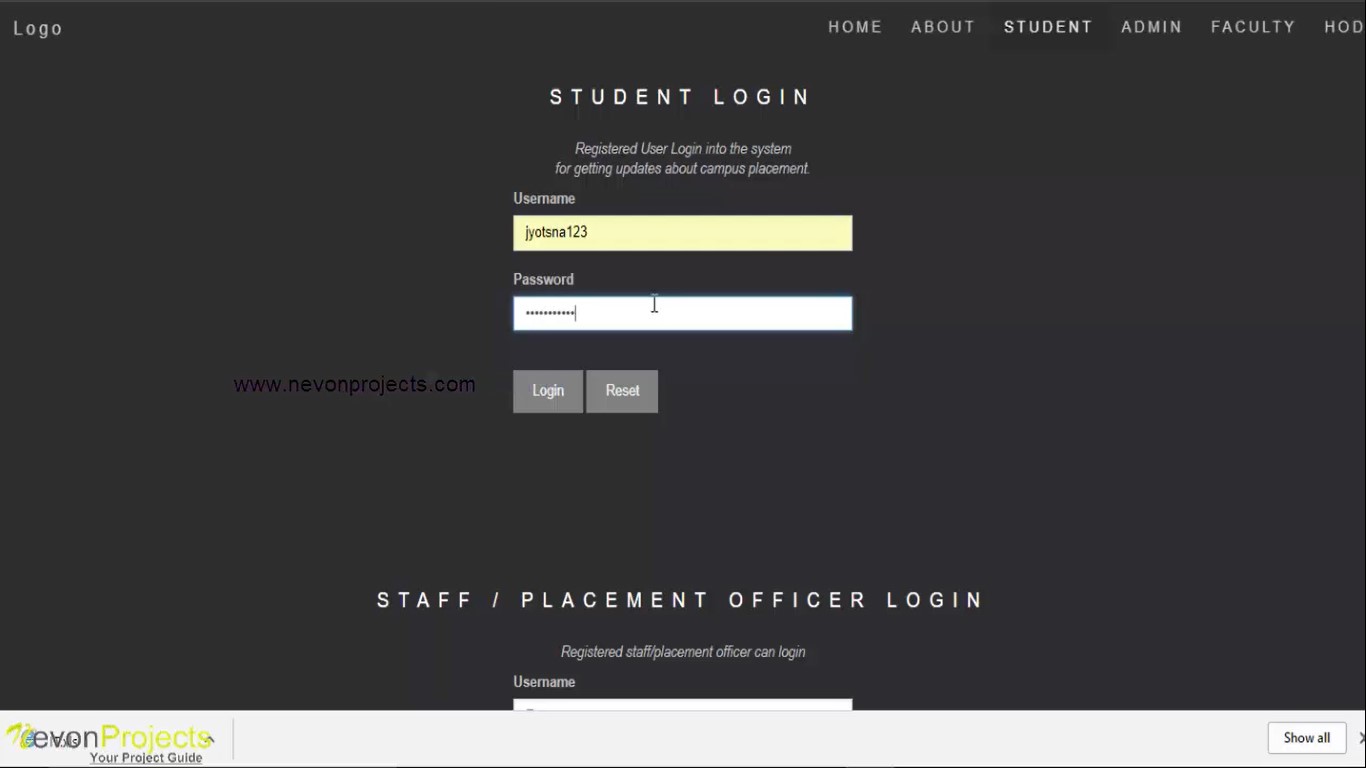 Logo
HOME ABOUT STUDENT ADMIN FACULTY HOD
STUDENT LOGIN
Registered User Login into the system
for getting updates about campus placement.
Username
jyotsna123
Password
•••••••••••
www.nevonprojects.com
Login Reset
STAFF / PLACEMENT OFFICER LOGIN
Registered staff/placement officer can login
Username
NevonProjects
Your Project Guide
Show all